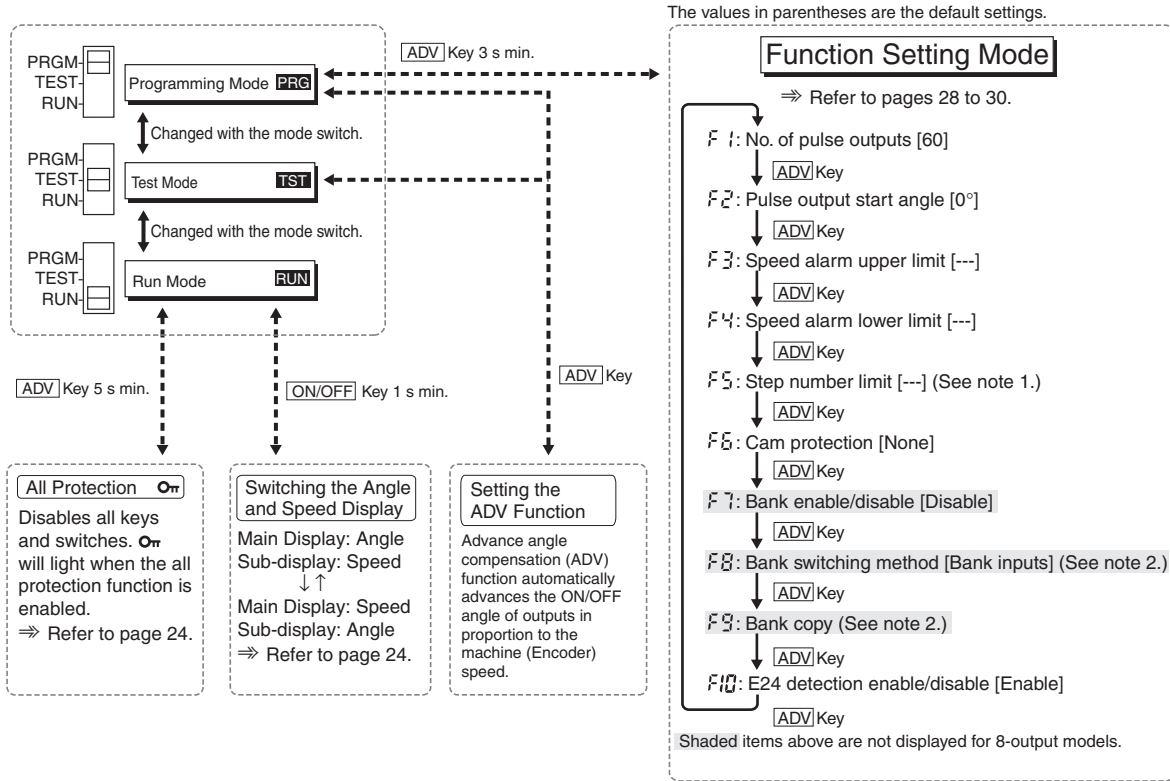 The values in parentheses are the default settings.
PRGM
TEST
RUN
Programming Mode PRG
ADV Key 3 s min.
Changed with the mode switch.
PRGM
TEST
RUN
Test Mode TST
Changed with the mode switch.
PRGM
TEST
RUN
Run Mode RUN
ADV Key 5 s min.
ON/OFF Key 1 s min.
ADV Key
All Protection
Disables all keys
and switches.
will light when the all
protection function is
enabled.
⇒ Refer to page 24.
Switching the Angle
and Speed Display
Main Display: Angle
Sub-display: Speed
↓ ↑
Main Display: Speed
Sub-display: Angle
⇒ Refer to page 24.
Setting the
ADV Function
Advance angle
compensation (ADV)
function automatically
advances the ON/OFF
angle of outputs in
proportion to the
machine (Encoder)
speed.
Function Setting Mode
⇒ Refer to pages 28 to 30.
F1: No. of pulse outputs [60]
ADV Key
F2: Pulse output start angle [0°]
ADV Key
F3: Speed alarm upper limit [---]
ADV Key
F4: Speed alarm lower limit [---]
ADV Key
F5: Step number limit [---] (See note 1.)
ADV Key
F6: Cam protection [None]
ADV Key
F7: Bank enable/disable [Disable]
ADV Key
F8: Bank switching method [Bank inputs] (See note 2.)
ADV Key
F9: Bank copy (See note 2.)
ADV Key
F10: E24 detection enable/disable [Enable]
ADV Key
Shaded items above are not displayed for 8-output models.